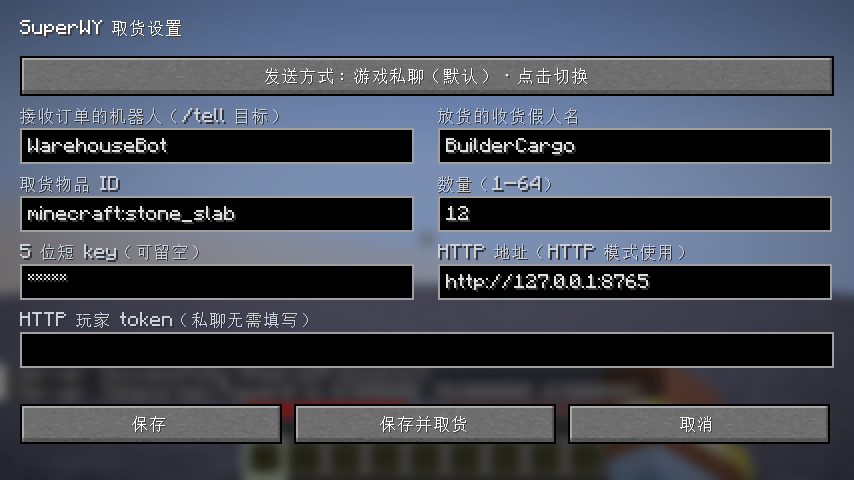 SuperWY 取货设置
发送方式：游戏私聊（默认）· 点击切换
接收订单的机器人（/tell 目标）
放货的收货假人名
WarehouseBot
BuilderCargo
取货物品 ID
数量（1-64）
minecraft:stone_slab
12
5 位短 key（可留空）
HTTP 地址（HTTP 模式使用）
*****
http://127.0.0.1:8765
HTTP 玩家 token（私聊无需填写）
保存
保存并取货
取消